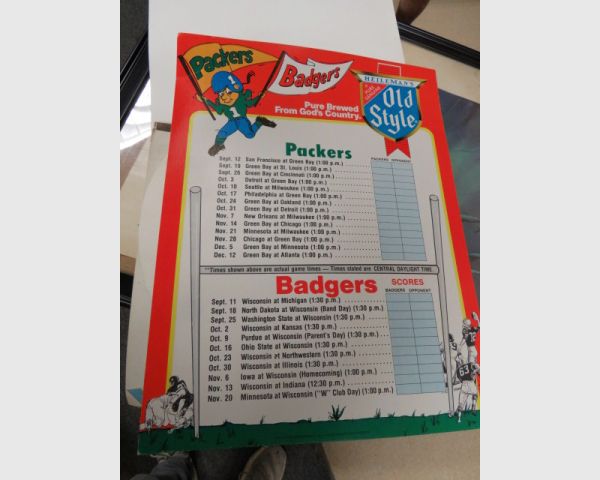 Packers
Badgers
HEILEMAN'S
Old
Style
Pure Brewed
From God's Country.
Packers
PACKERS OPPONENT
Sept. 12 San Francisco at Green Bay (1:00 p.m.)
Sept. 19 Green Bay at St. Louis (1:00 p.m.)
Sept. 26 Green Bay at Cincinnati (1:00 p.m.)
Oct. 3 Detroit at Green Bay (1:00 p.m.)
Oct. 10 Seattle at Milwaukee (1:00 p.m.)
Oct. 17 Philadelphia at Green Bay (1:00 p.m.)
Oct. 24 Green Bay at Oakland (1:00 p.m.)
Oct. 31 Green Bay at Detroit (1:00 p.m.)
Nov. 7 New Orleans at Milwaukee (1:00 p.m.)
Nov. 14 Green Bay at Chicago (1:00 p.m.)
Nov. 21 Minnesota at Milwaukee (1:00 p.m.)
Nov. 28 Chicago at Green Bay (1:00 p.m.)
Dec. 5 Green Bay at Minnesota (1:00 p.m.)
Dec. 12 Green Bay at Atlanta (1:00 p.m.)
**Times shown above are actual game times — Times stated are CENTRAL DAYLIGHT TIME.
Badgers
SCORES
BADGERS OPPONENT
Sept. 11 Wisconsin at Michigan (1:30 p.m.)
Sept. 18 North Dakota at Wisconsin (Band Day) (1:30 p.m.)
Sept. 25 Washington State at Wisconsin (1:30 p.m.)
Oct. 2 Wisconsin at Kansas (1:30 p.m.)
Oct. 9 Purdue at Wisconsin (Parent's Day) (1:30 p.m.)
Oct. 16 Ohio State at Wisconsin (1:30 p.m.)
Oct. 23 Wisconsin at Northwestern (1:30 p.m.)
Oct. 30 Wisconsin at Illinois (1:30 p.m.)
Nov. 6 Iowa at Wisconsin (Homecoming) (1:00 p.m.)
Nov. 13 Wisconsin at Indiana (12:30 p.m.)
Nov. 20 Minnesota at Wisconsin ("W" Club Day) (1:00 p.m.)